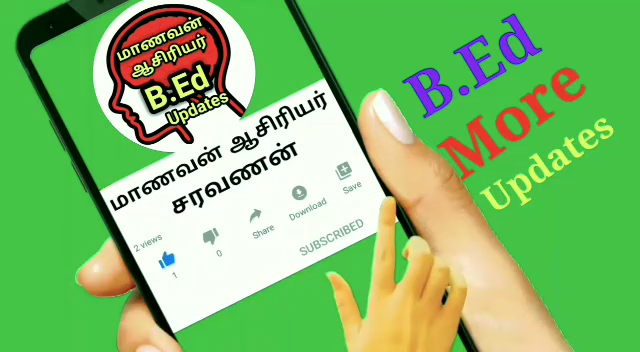 மாணவன்
ஆசிரியர்
B.Ed
Updates
மாணவன் ஆசிரியர்
சரவணன்
2 views
1
0
Share
Download
Save
SUBSCRIBED
B.Ed
More
Updates